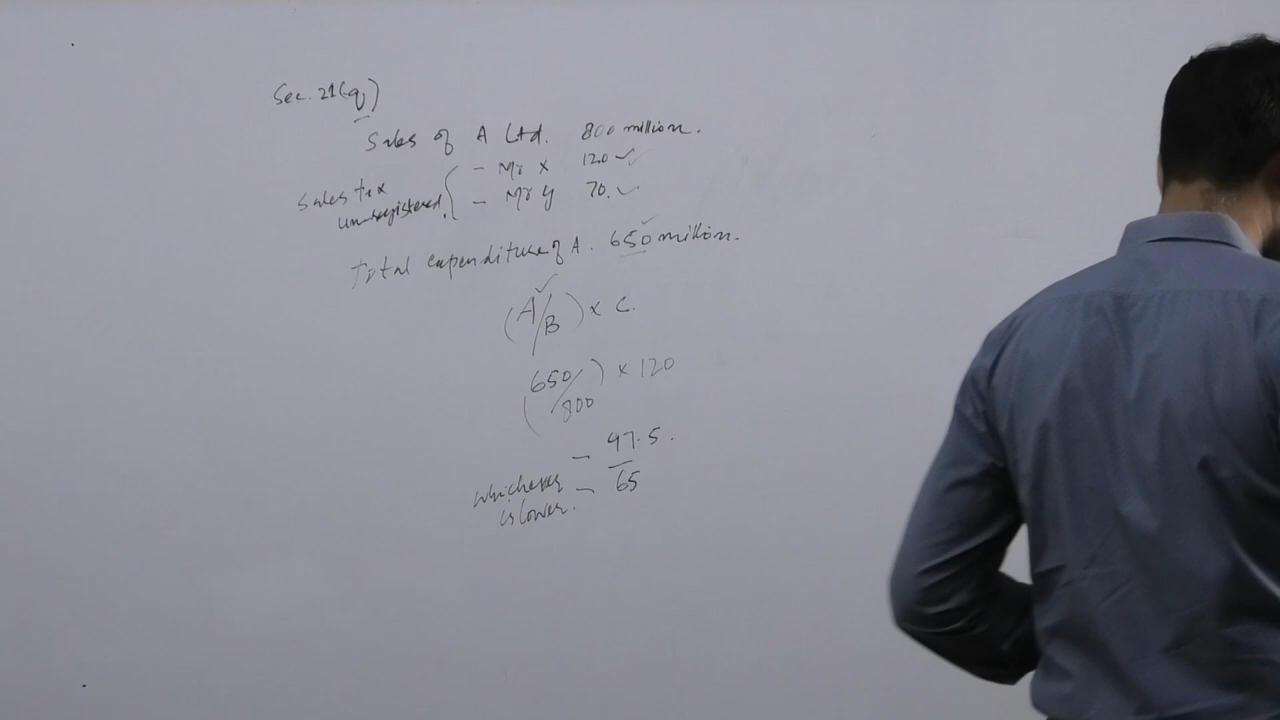 Sec. 21(q)
Sales of A Ltd. 800 million.
- Mr X 120 ✓
Sales tax
unregistered.
- Mr Y 70. ✓
Total expenditure of A. 650 million.
(A/B) x C.
(650/800) x 120
- 97.5.
whichever
is lower.
- 65